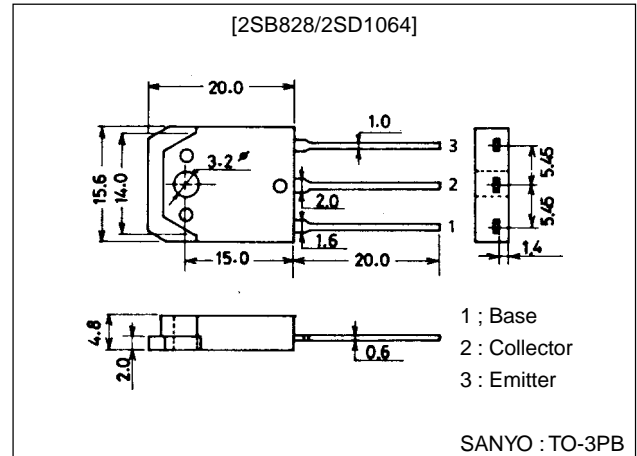 [2SB828/2SD1064]
20.0
1.0
3
3.2ø
15.6
14.0
2
5.45
2.0
5.45
1
1.6
15.0
20.0
1.4
4.8
2.0
0.6
1 ; Base
2 : Collector
3 : Emitter
SANYO : TO-3PB